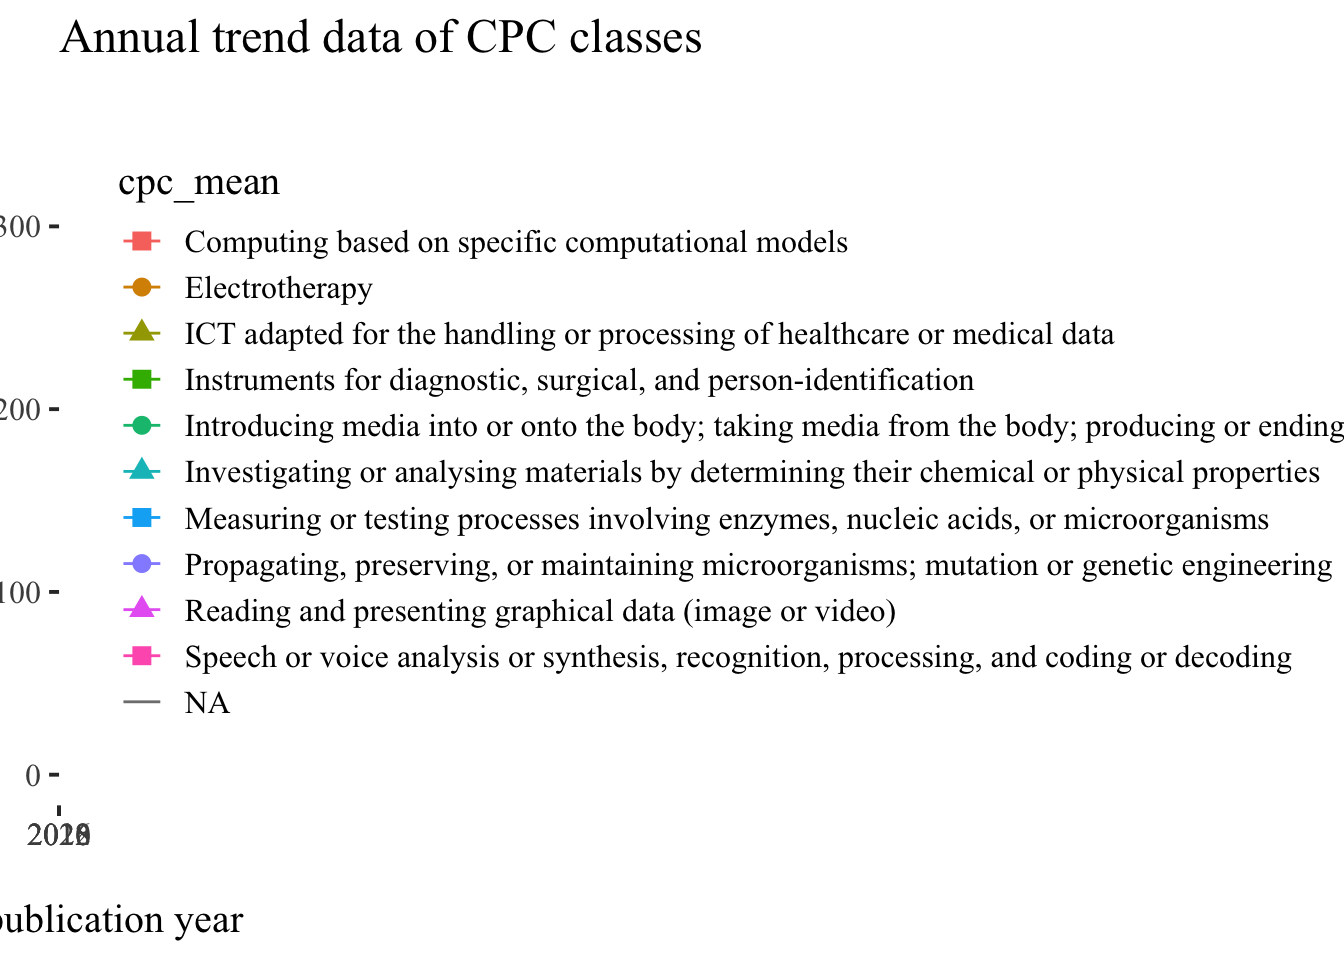 Annual trend data of CPC classes
cpc_mean
300
Computing based on specific computational models
Electrotherapy
ICT adapted for the handling or processing of healthcare or medical data
Instruments for diagnostic, surgical, and person-identification
200
Introducing media into or onto the body; taking media from the body; producing or ending
Investigating or analysing materials by determining their chemical or physical properties
Measuring or testing processes involving enzymes, nucleic acids, or microorganisms
Propagating, preserving, or maintaining microorganisms; mutation or genetic engineering
100
Reading and presenting graphical data (image or video)
Speech or voice analysis or synthesis, recognition, processing, and coding or decoding
NA
0
publication year